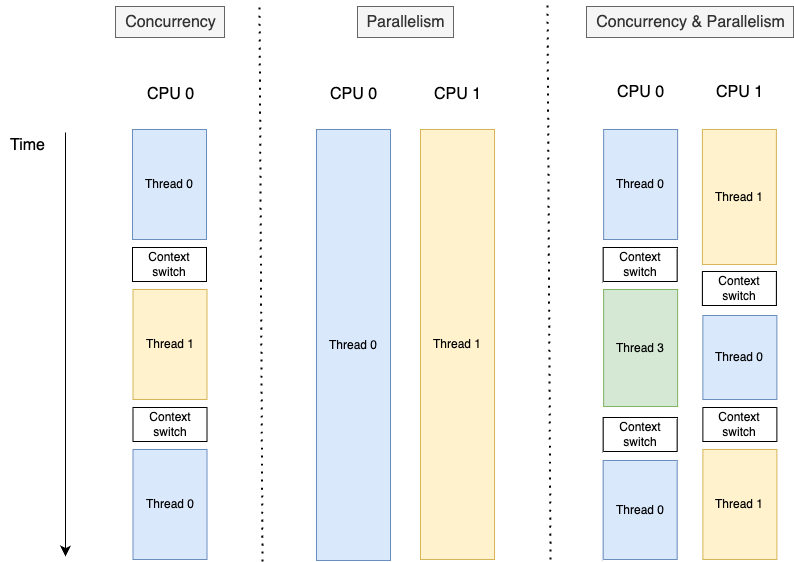 Concurrency
Parallelism
Concurrency & Parallelism
CPU 0
CPU 0
CPU 1
CPU 0
CPU 1
Time
Thread 0
Context
switch
Thread 1
Context
switch
Thread 0
Thread 0
Thread 1
Thread 0
Context
switch
Thread 3
Context
switch
Thread 0
Thread 1
Context
switch
Thread 0
Context
switch
Thread 1